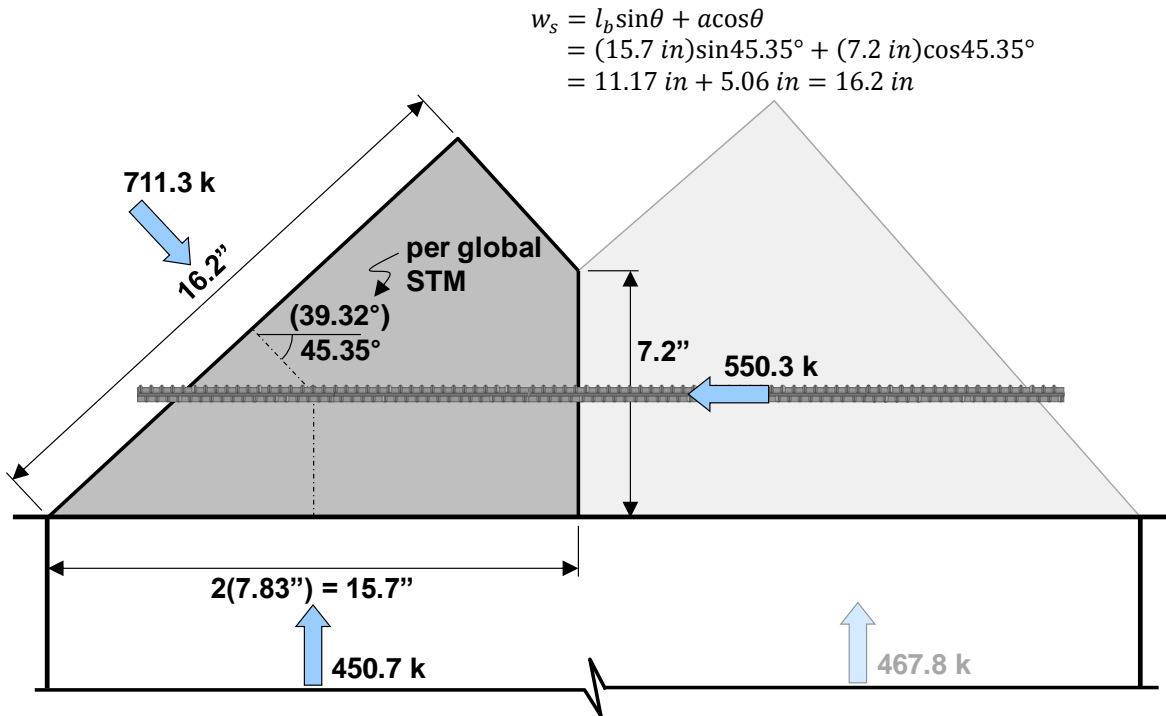 w_s = l_b sinθ + acosθ
= (15.7 in)sin45.35° + (7.2 in)cos45.35°
= 11.17 in + 5.06 in = 16.2 in
711.3 k
16.2”
per global
STM
(39.32°)
45.35°
7.2”
550.3 k
2(7.83”) = 15.7”
450.7 k
467.8 k